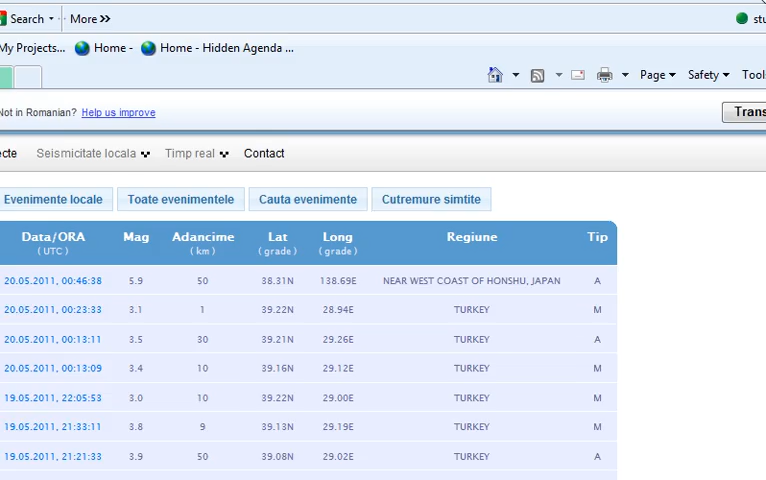 Search More
My Projects... Home - Home - Hidden Agenda ...
Page Safety
Not in Romanian? Help us improve
Seismicitate locala Timp real Contact
Evenimente locale Toate evenimentele Cauta evenimente Cutremure simtite
Data/ORA Mag Adancime Lat Long Regiune Tip
( UTC ) ( km ) ( grade ) ( grade )
20.05.2011, 00:46:38 5.9 50 38.31N 138.69E NEAR WEST COAST OF HONSHU, JAPAN A
20.05.2011, 00:23:33 3.1 1 39.22N 28.94E TURKEY M
20.05.2011, 00:13:11 3.5 30 39.21N 29.26E TURKEY A
20.05.2011, 00:13:09 3.4 10 39.16N 29.12E TURKEY M
19.05.2011, 22:05:53 3.0 10 39.22N 29.00E TURKEY M
19.05.2011, 21:33:11 3.8 9 39.13N 29.19E TURKEY M
19.05.2011, 21:21:33 3.9 50 39.08N 29.02E TURKEY A